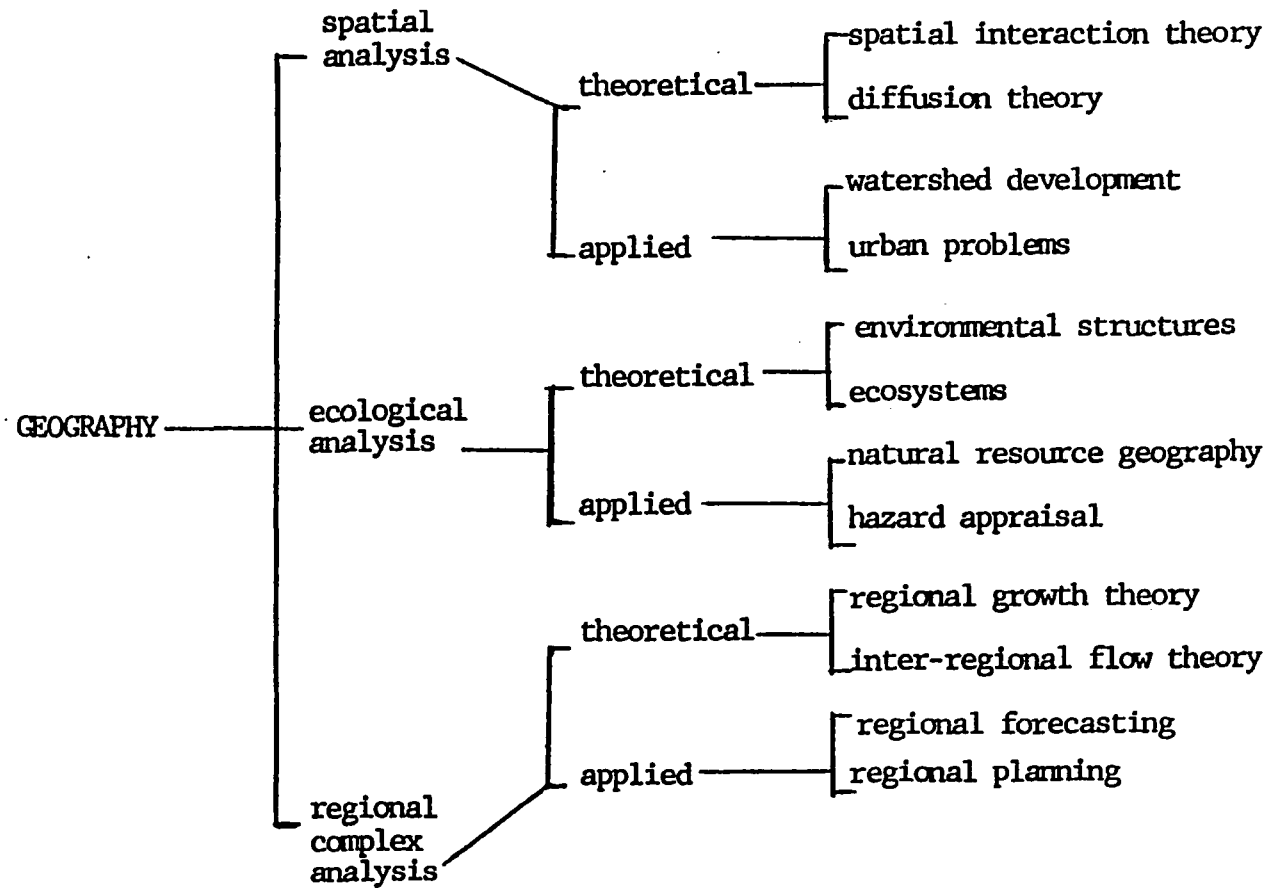 spatial
analysis
theoretical
spatial interaction theory
diffusion theory
applied
watershed development
urban problems
GEOGRAPHY
ecological
analysis
theoretical
environmental structures
ecosystems
applied
natural resource geography
hazard appraisal
regional
complex
analysis
theoretical
regional growth theory
inter-regional flow theory
applied
regional forecasting
regional planning